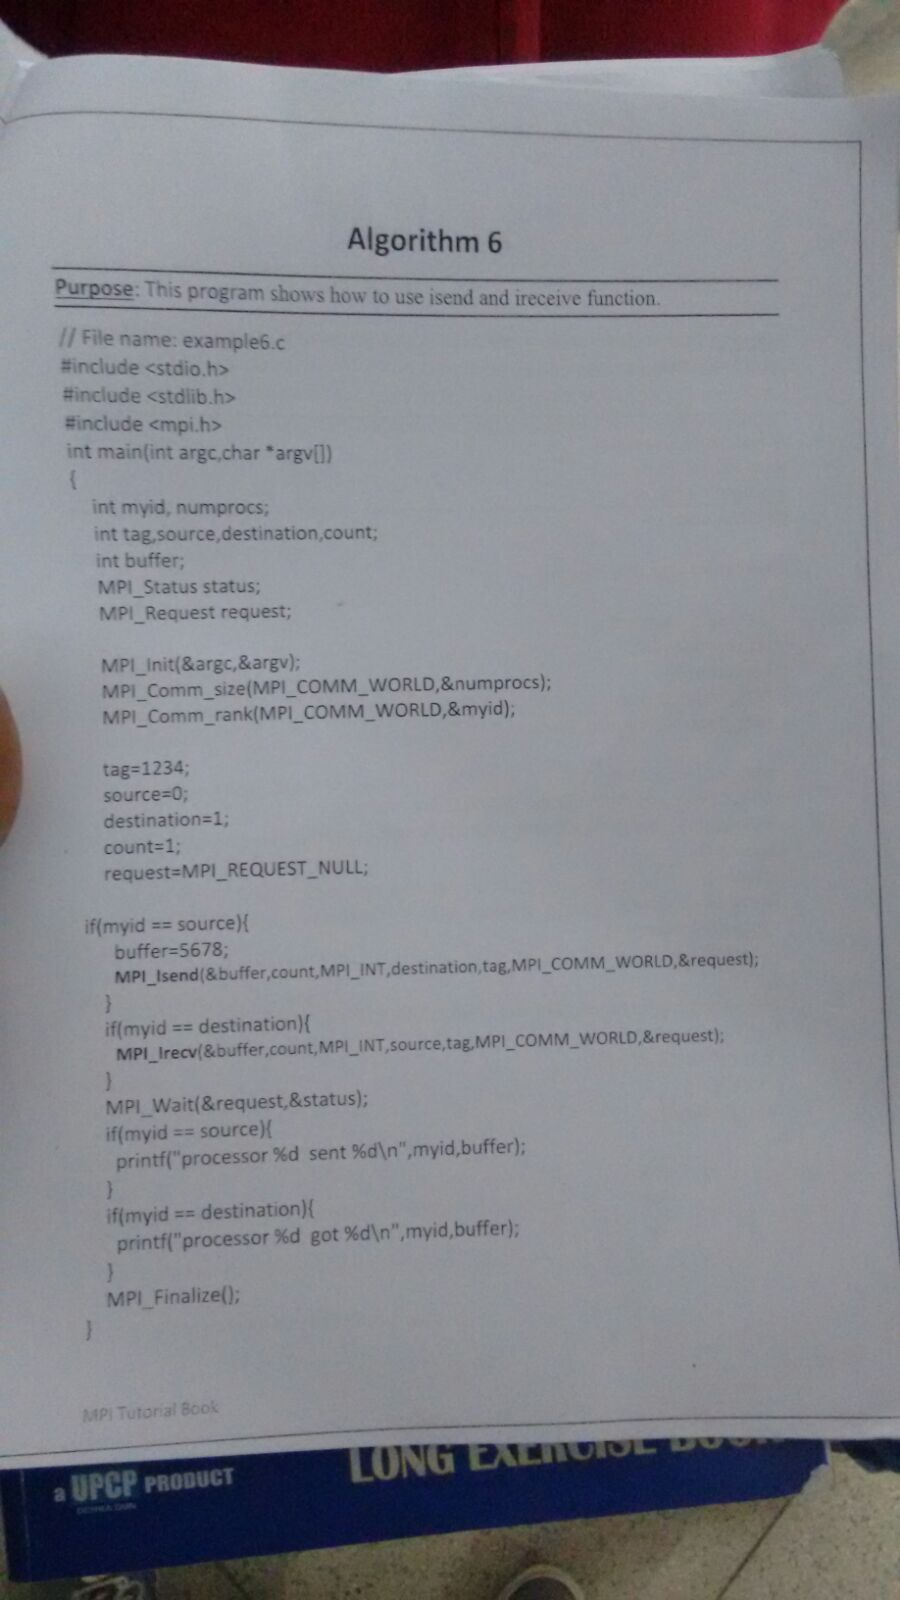 Algorithm 6
Purpose: This program shows how to use isend and ireceive function.
// File name: example6.c
#include <stdio.h>
#include <stdlib.h>
#include <mpi.h>
int main(int argc,char *argv[])
{
int myid, numprocs;
int tag,source,destination,count;
int buffer;
MPI_Status status;
MPI_Request request;
MPI_Init(&argc,&argv);
MPI_Comm_size(MPI_COMM_WORLD,&numprocs);
MPI_Comm_rank(MPI_COMM_WORLD,&myid);
tag=1234;
source=0;
destination=1;
count=1;
request=MPI_REQUEST_NULL;
if(myid == source){
buffer=5678;
MPI_Isend(&buffer,count,MPI_INT,destination,tag,MPI_COMM_WORLD,&request);
}
if(myid == destination){
MPI_Irecv(&buffer,count,MPI_INT,source,tag,MPI_COMM_WORLD,&request);
}
MPI_Wait(&request,&status);
if(myid == source){
printf("processor %d  sent %d\n",myid,buffer);
}
if(myid == destination){
printf("processor %d  got %d\n",myid,buffer);
}
MPI_Finalize();
}
MPI Tutorial Book
LONG EXERCISE BOOK
a UPCP PRODUCT
DEHRA DUN